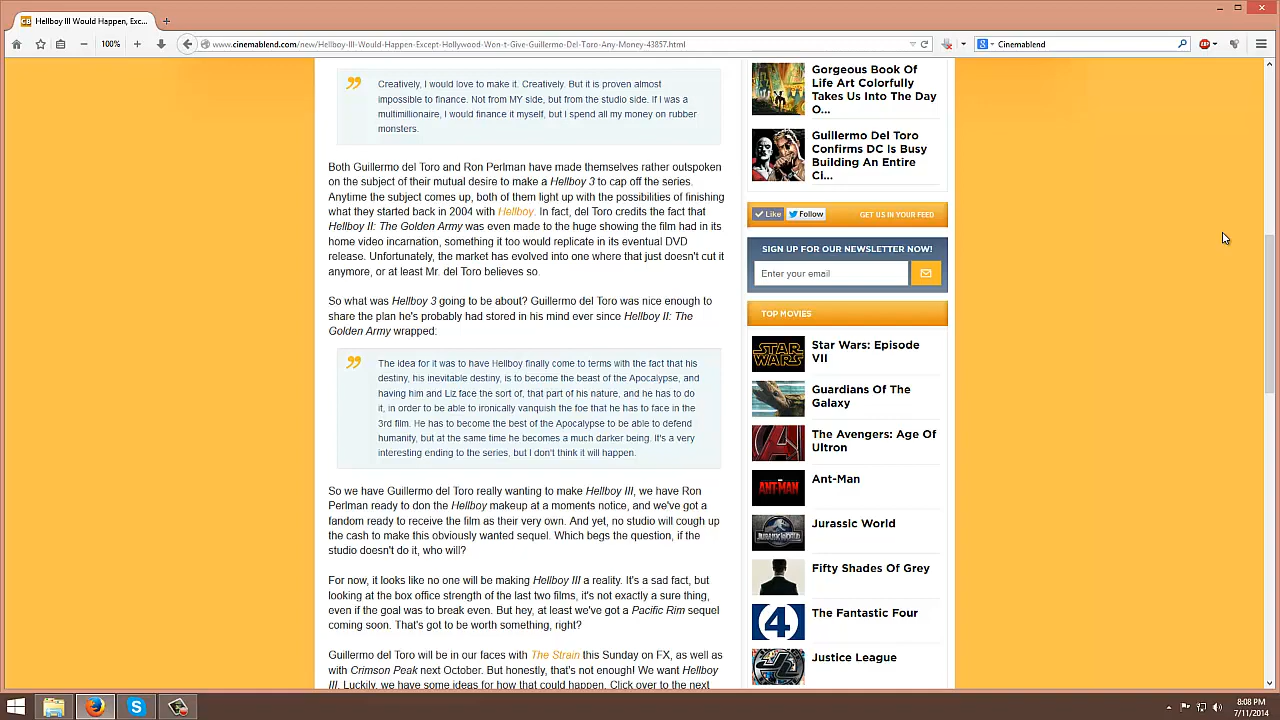 Hellboy III Would Happen, Exc...
100%
www.cinemablend.com/new/Hellboy-III-Would-Happen-Except-Hollywood-Won-t-Give-Guillermo-Del-Toro-Any-Money-43857.html
Cinemablend
Creatively, I would love to make it. Creatively. But it is proven almost
impossible to finance. Not from MY side, but from the studio side. If I was a
multimillionaire, I would finance it myself, but I spend all my money on rubber
monsters.
Both Guillermo del Toro and Ron Perlman have made themselves rather outspoken
on the subject of their mutual desire to make a Hellboy 3 to cap off the series.
Anytime the subject comes up, both of them light up with the possibilities of finishing
what they started back in 2004 with Hellboy. In fact, del Toro credits the fact that
Hellboy II: The Golden Army was even made to the huge showing the film had in its
home video incarnation, something it too would replicate in its eventual DVD
release. Unfortunately, the market has evolved into one where that just doesn't cut it
anymore, or at least Mr. del Toro believes so.
So what was Hellboy 3 going to be about? Guillermo del Toro was nice enough to
share the plan he's probably had stored in his mind ever since Hellboy II: The
Golden Army wrapped:
The idea for it was to have Hellboy finally come to terms with the fact that his
destiny, his inevitable destiny, is to become the beast of the Apocalypse, and
having him and Liz face the sort of, that part of his nature, and he has to do
it, in order to be able to ironically vanquish the foe that he has to face in the
3rd film. He has to become the best of the Apocalypse to be able to defend
humanity, but at the same time he becomes a much darker being. It's a very
interesting ending to the series, but I don't think it will happen.
So we have Guillermo del Toro really wanting to make Hellboy III, we have Ron
Perlman ready to don the Hellboy makeup at a moments notice, and we've got a
fandom ready to receive the film as their very own. And yet, no studio will cough up
the cash to make this obviously wanted sequel. Which begs the question, if the
studio doesn't do it, who will?
For now, it looks like no one will be making Hellboy III a reality. It's a sad fact, but
looking at the box office strength of the last two films, it's not exactly a sure thing,
even if the goal was to break even. But hey, at least we've got a Pacific Rim sequel
coming soon. That's got to be worth something, right?
Guillermo del Toro will be in our faces with The Strain this Sunday on FX, as well as
with Crimson Peak next October. But honestly, that's not enough! We want Hellboy
III. Luckily, we have some ideas for how that could happen. Click over to the next
Gorgeous Book Of
Life Art Colorfully
Takes Us Into The Day
O...
Guillermo Del Toro
Confirms DC Is Busy
Building An Entire
Ci...
Like Follow GET US IN YOUR FEED
SIGN UP FOR OUR NEWSLETTER NOW!
Enter your email
TOP MOVIES
STAR WARS
Star Wars: Episode
VII
Guardians Of The
Galaxy
The Avengers: Age Of
Ultron
ANT-MAN
Ant-Man
JURASSIC WORLD
Jurassic World
Fifty Shades Of Grey
4
The Fantastic Four
Justice League
8:08 PM
7/11/2014